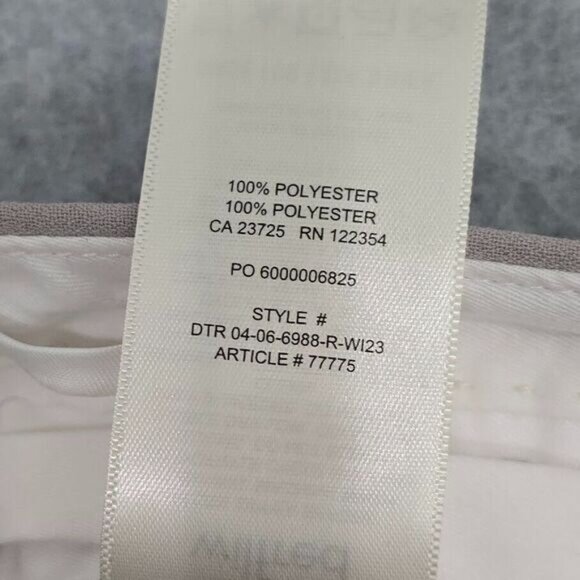 100% POLYESTER
100% POLYESTER
CA 23725 RN 122354
PO 6000006825
STYLE #
DTR 04-06-6988-R-WI23
ARTICLE # 77775